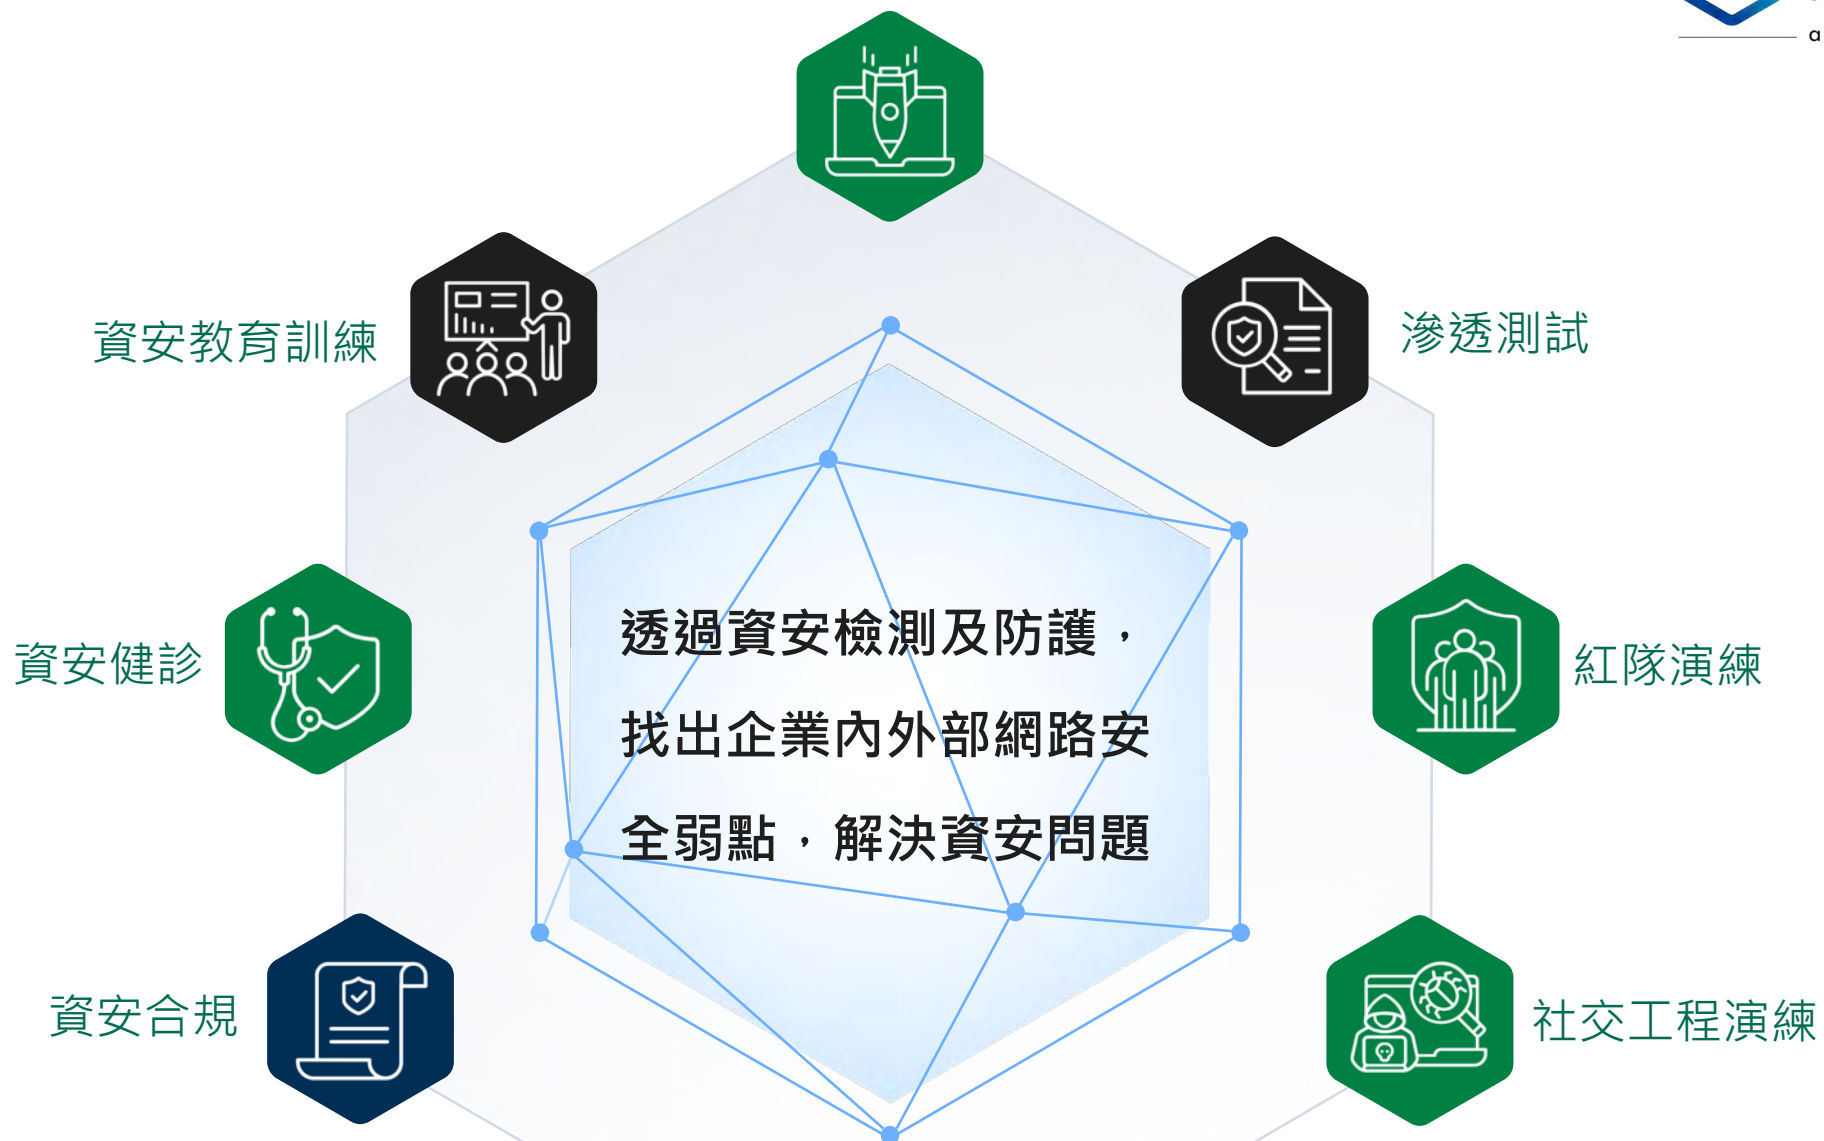 資安教育訓練
滲透測試
資安健診
透過資安檢測及防護，
找出企業內外部網路安
全弱點，解決資安問題
紅隊演練
資安合規
社交工程演練